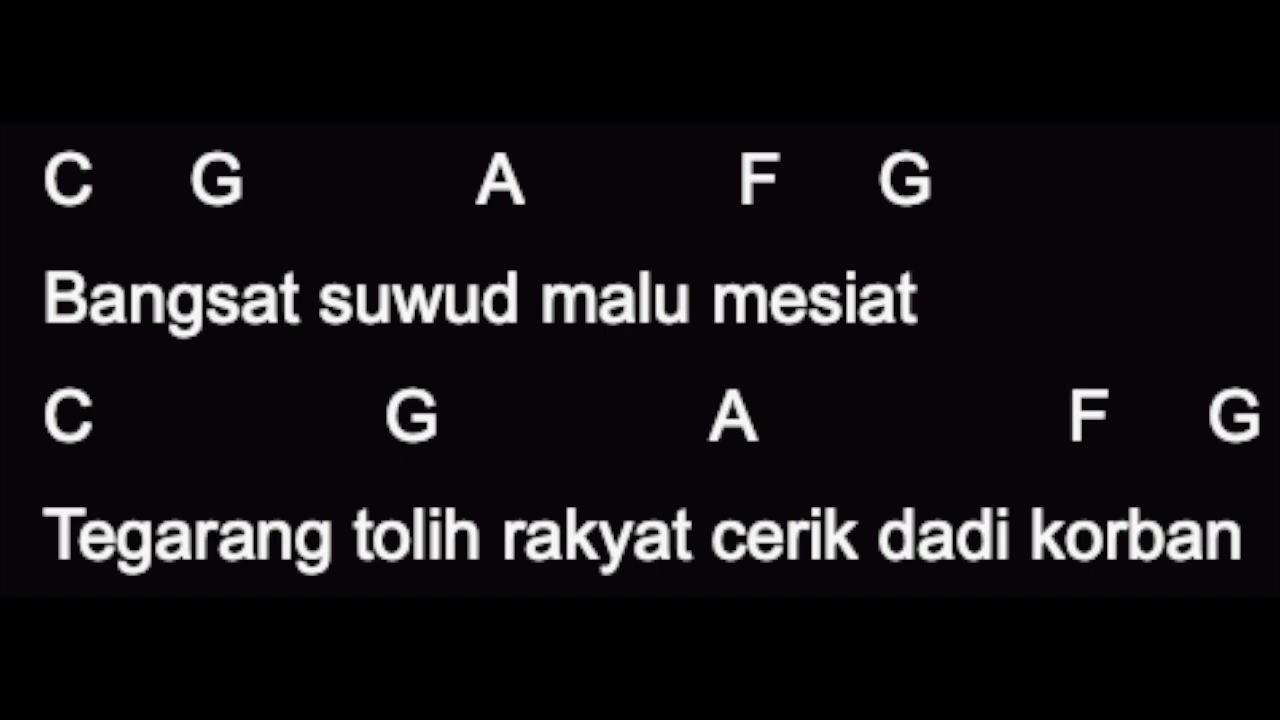 C G A F G
Bangsat suwud malu mesiat
C G A F G
Tegarang tolih rakyat cerik dadi korban